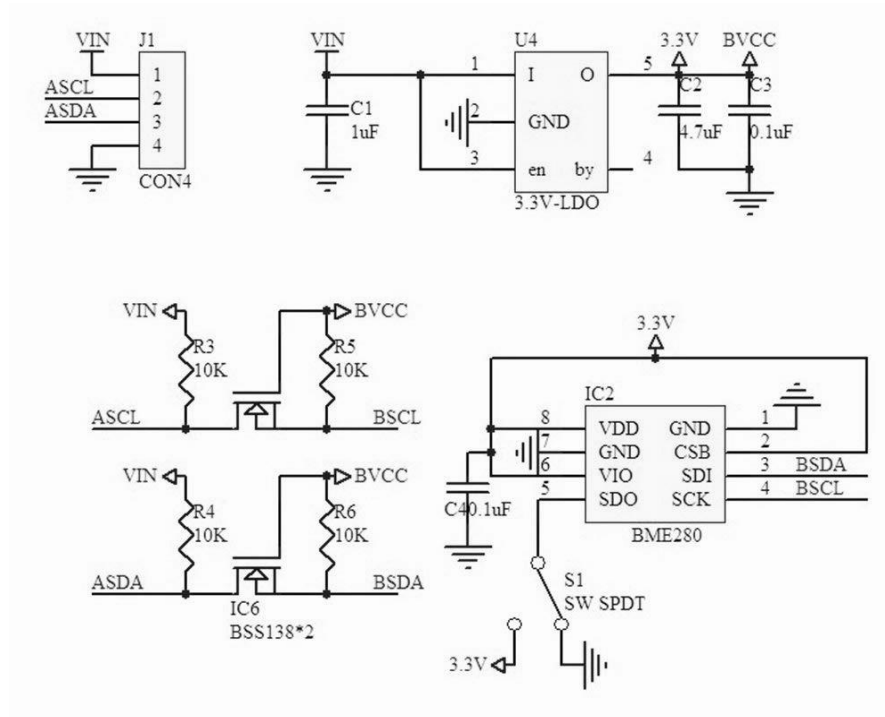 VIN J1
1
ASCL 2
ASDA 3
4
CON4
VIN U4 3.3V BVCC
1 I O 5
C1 1uF
2 GND
C2 4.7uF
C3 0.1uF
3 en by 4
3.3V-LDO
VIN BVCC
R3 10K
R5 10K
ASCL BSCL
VIN BVCC
R4 10K
R6 10K
ASDA BSDA
IC6
BSS138*2
3.3V
IC2
8 VDD GND 1
7 GND CSB 2
6 VIO SDI 3 BSDA
5 SDO SCK 4 BSCL
C4 0.1uF
BME280
S1
SW SPDT
3.3V